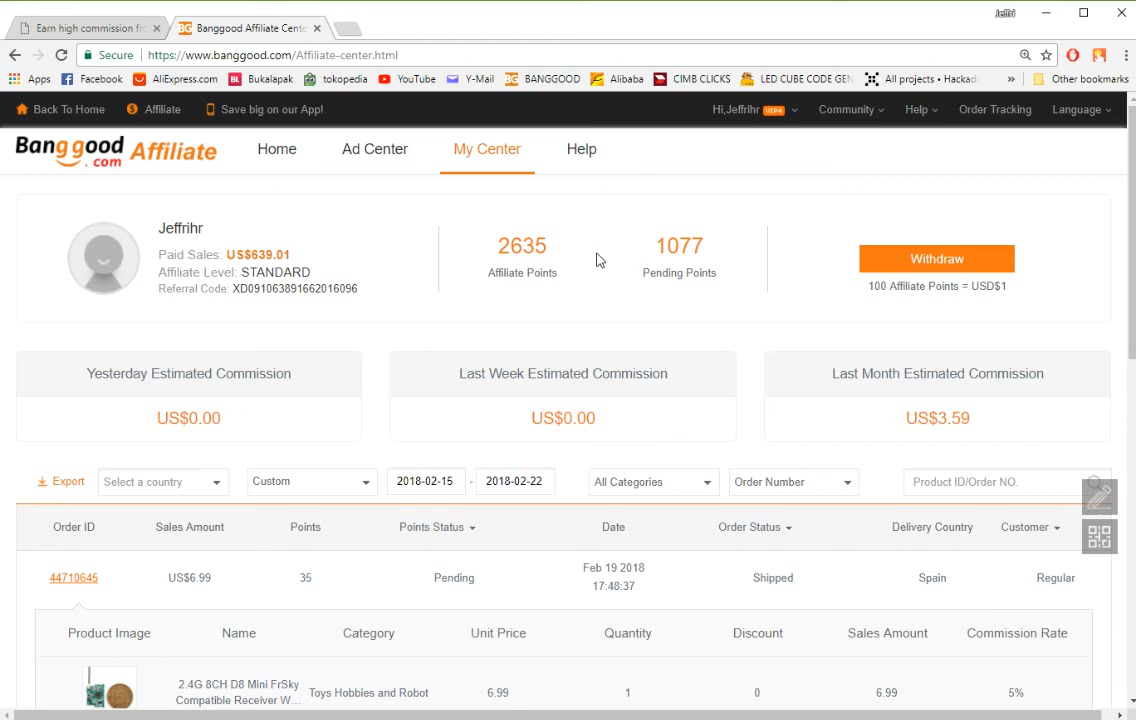 Jeffri
Earn high commission fr
Banggood Affiliate Cente
Secure
https://www.banggood.com/Affiliate-center.html
Apps Facebook AliExpress.com Bukalapak tokopedia YouTube Y-Mail BANGGOOD Alibaba CIMB CLICKS LED CUBE CODE GEN All projects • Hackad » Other bookmarks
Back To Home Affiliate Save big on our App! Hi,Jeffrihr VIP4 Community Help Order Tracking Language
Banggood.com Affiliate Home Ad Center My Center Help
Jeffrihr
Paid Sales: US$639.01
Affiliate Level: STANDARD
Referral Code: XD091063891662016096
2635
Affiliate Points
1077
Pending Points
Withdraw
100 Affiliate Points = USD$1
Yesterday Estimated Commission
US$0.00
Last Week Estimated Commission
US$0.00
Last Month Estimated Commission
US$3.59
Export Select a country Custom 2018-02-15 - 2018-02-22 All Categories Order Number Product ID/Order NO.
Order ID Sales Amount Points Points Status Date Order Status Delivery Country Customer
44710645 US$6.99 35 Pending Feb 19 2018 Shipped Spain Regular
17:48:37
Product Image Name Category Unit Price Quantity Discount Sales Amount Commission Rate
2.4G 8CH D8 Mini FrSky Toys Hobbies and Robot 6.99 1 0 6.99 5%
Compatible Receiver W...